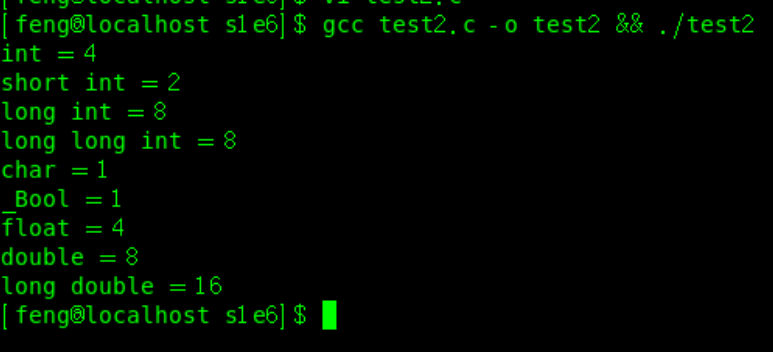 [feng@localhost s1e6]$ vi test2.c
[feng@localhost s1e6]$ gcc test2.c -o test2 && ./test2
int = 4
short int = 2
long int = 8
long long int = 8
char = 1
_Bool = 1
float = 4
double = 8
long double = 16
[feng@localhost s1e6]$